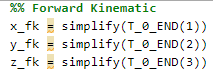 %% Forward Kinematic
x_fk = simplify(T_0_END(1))
y_fk = simplify(T_0_END(2))
z_fk = simplify(T_0_END(3))